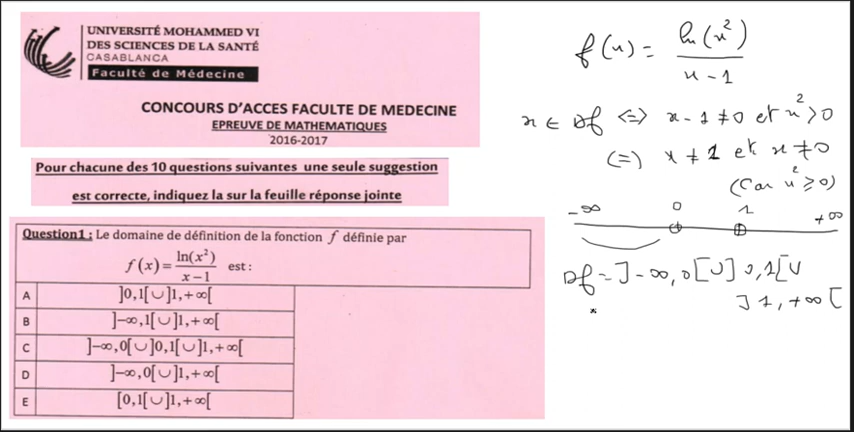 UNIVERSITÉ MOHAMMED VI
DES SCIENCES DE LA SANTÉ
CASABLANCA
Faculté de Médecine
CONCOURS D'ACCES FACULTE DE MEDECINE
EPREUVE DE MATHEMATIQUES
2016-2017
Pour chacune des 10 questions suivantes une seule suggestion
est correcte, indiquez la sur la feuille réponse jointe
Question1 : Le domaine de définition de la fonction f définie par
f(x)=ln(x²)/(x−1) est :
A ]0,1[∪]1,+∞[
B ]−∞,1[∪]1,+∞[
C ]−∞,0[∪]0,1[∪]1,+∞[
D ]−∞,0[∪]1,+∞[
E [0,1[∪]1,+∞[
f(x) = ln(x²)/(x-1)
x ∈ Df <=> x-1≠0 et x²>0
(=) x≠1 et x≠0
(Car x²≥0)
-∞ 0 1 +∞
Df = ]-∞,0[∪]0,1[∪
]1,+∞[